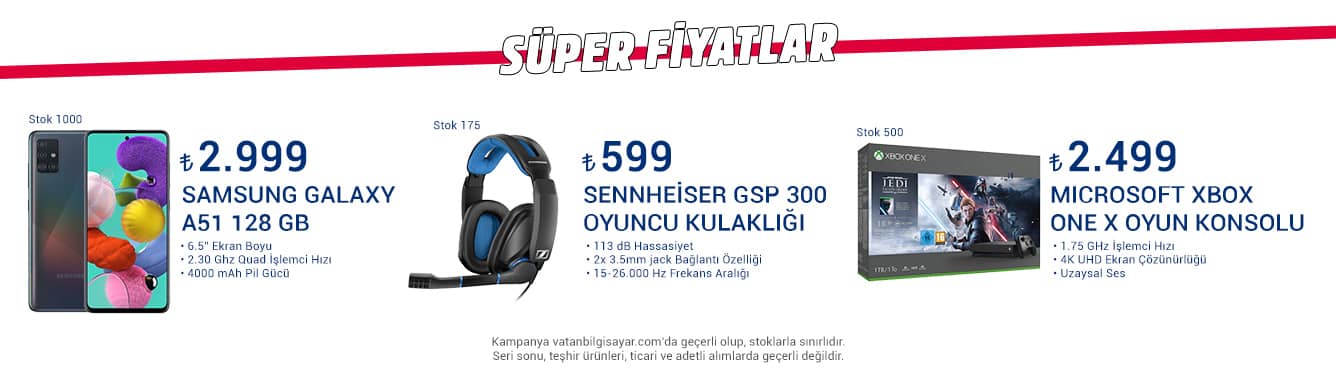 SÜPER FİYATLAR
Stok 1000
₺ 2.999
SAMSUNG GALAXY
A51 128 GB
• 6.5" Ekran Boyu
• 2.30 Ghz Quad İşlemci Hızı
• 4000 mAh Pil Gücü
SAMSUNG
Stok 175
₺ 599
SENNHEİSER GSP 300
OYUNCU KULAKLIĞI
• 113 dB Hassasiyet
• 2x 3.5mm jack Bağlantı Özelliği
• 15-26.000 Hz Frekans Aralığı
Stok 500
XBOX ONE X
JEDI
1TB/1To
₺ 2.499
MICROSOFT XBOX
ONE X OYUN KONSOLU
• 1.75 GHz İşlemci Hızı
• 4K UHD Ekran Çözünürlüğü
• Uzaysal Ses
Kampanya vatanbilgisayar.com'da geçerli olup, stoklarla sınırlıdır.
Seri sonu, teşhir ürünleri, ticari ve adetli alımlarda geçerli değildir.